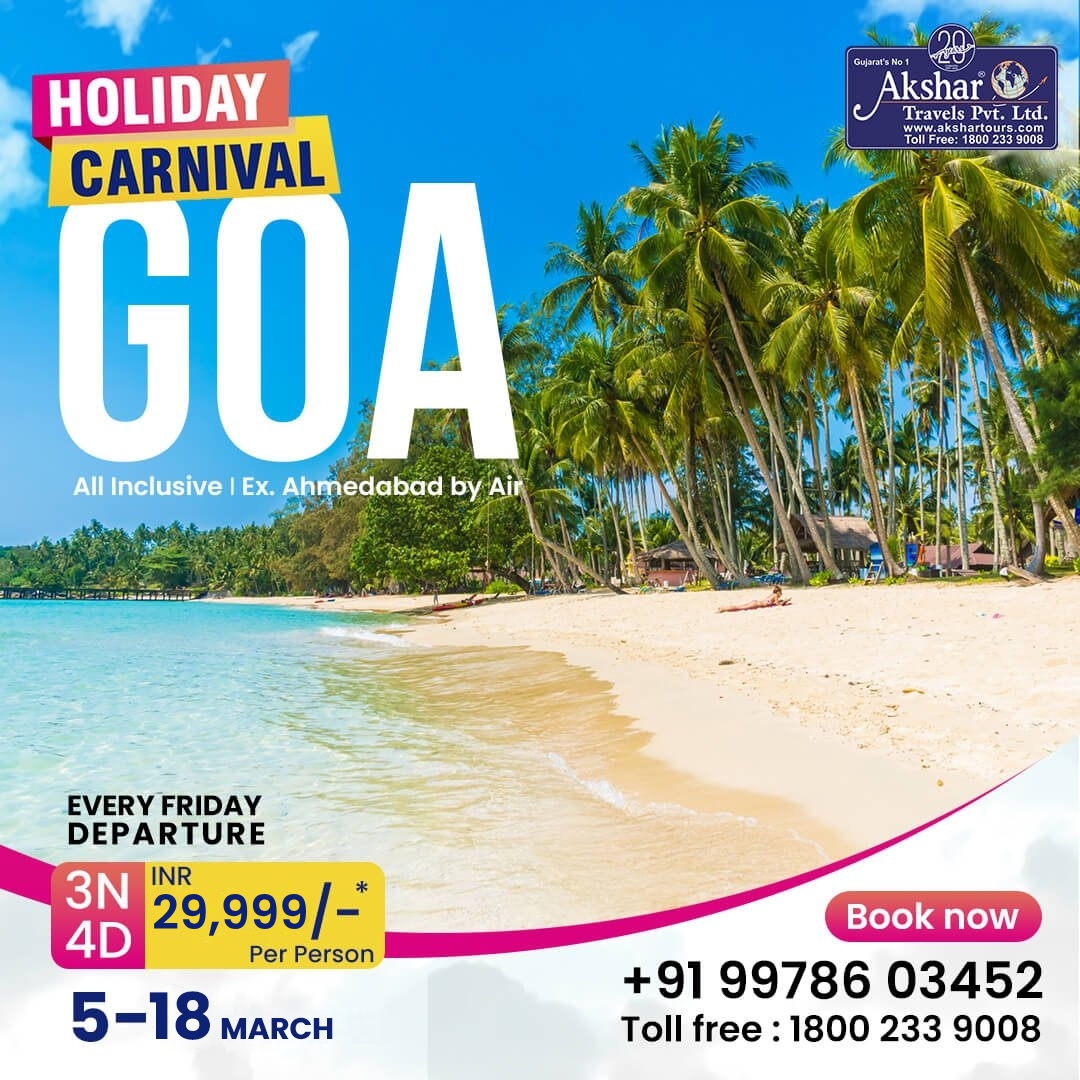 HOLIDAY
CARNIVAL
GOA
All Inclusive | Ex. Ahmedabad by Air
Gujarat's No 1
20
Akshar®
Travels Pvt. Ltd.
www.akshartours.com
Toll Free: 1800 233 9008
EVERY FRIDAY
DEPARTURE
3N
4D
INR
29,999/-*
Per Person
5-18 MARCH
Book now
+91 99786 03452
Toll free : 1800 233 9008